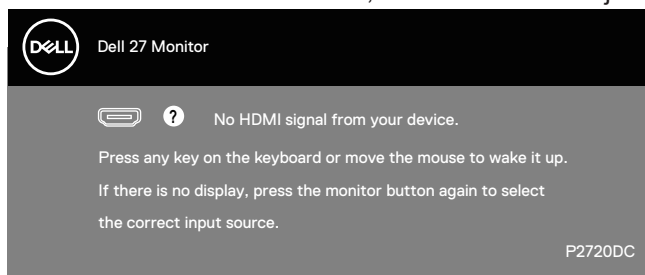 DELL
Dell 27 Monitor
? No HDMI signal from your device.
Press any key on the keyboard or move the mouse to wake it up.
If there is no display, press the monitor button again to select
the correct input source.
P2720DC